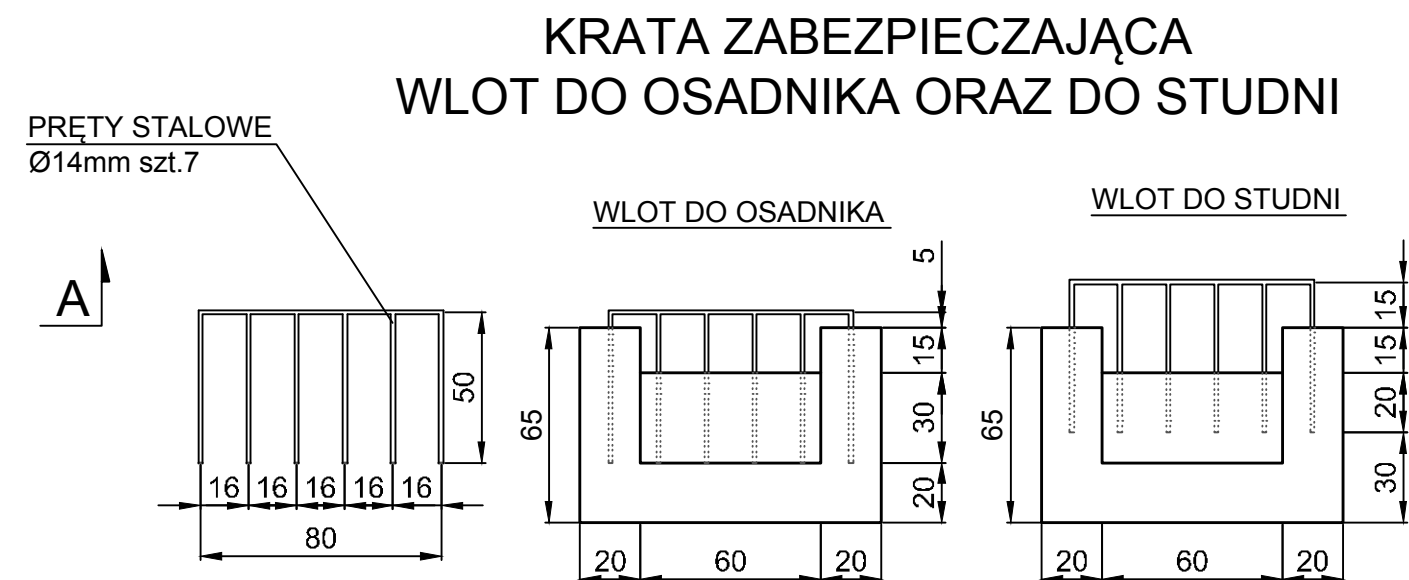 KRATA ZABEZPIECZAJĄCA
WLOT DO OSADNIKA ORAZ DO STUDNI
PRĘTY STALOWE
Ø14mm szt.7
A
50
16 16 16 16 16
80
WLOT DO OSADNIKA
5
15
30
20
65
20 60 20
WLOT DO STUDNI
15
15
20
30
65
20 60 20